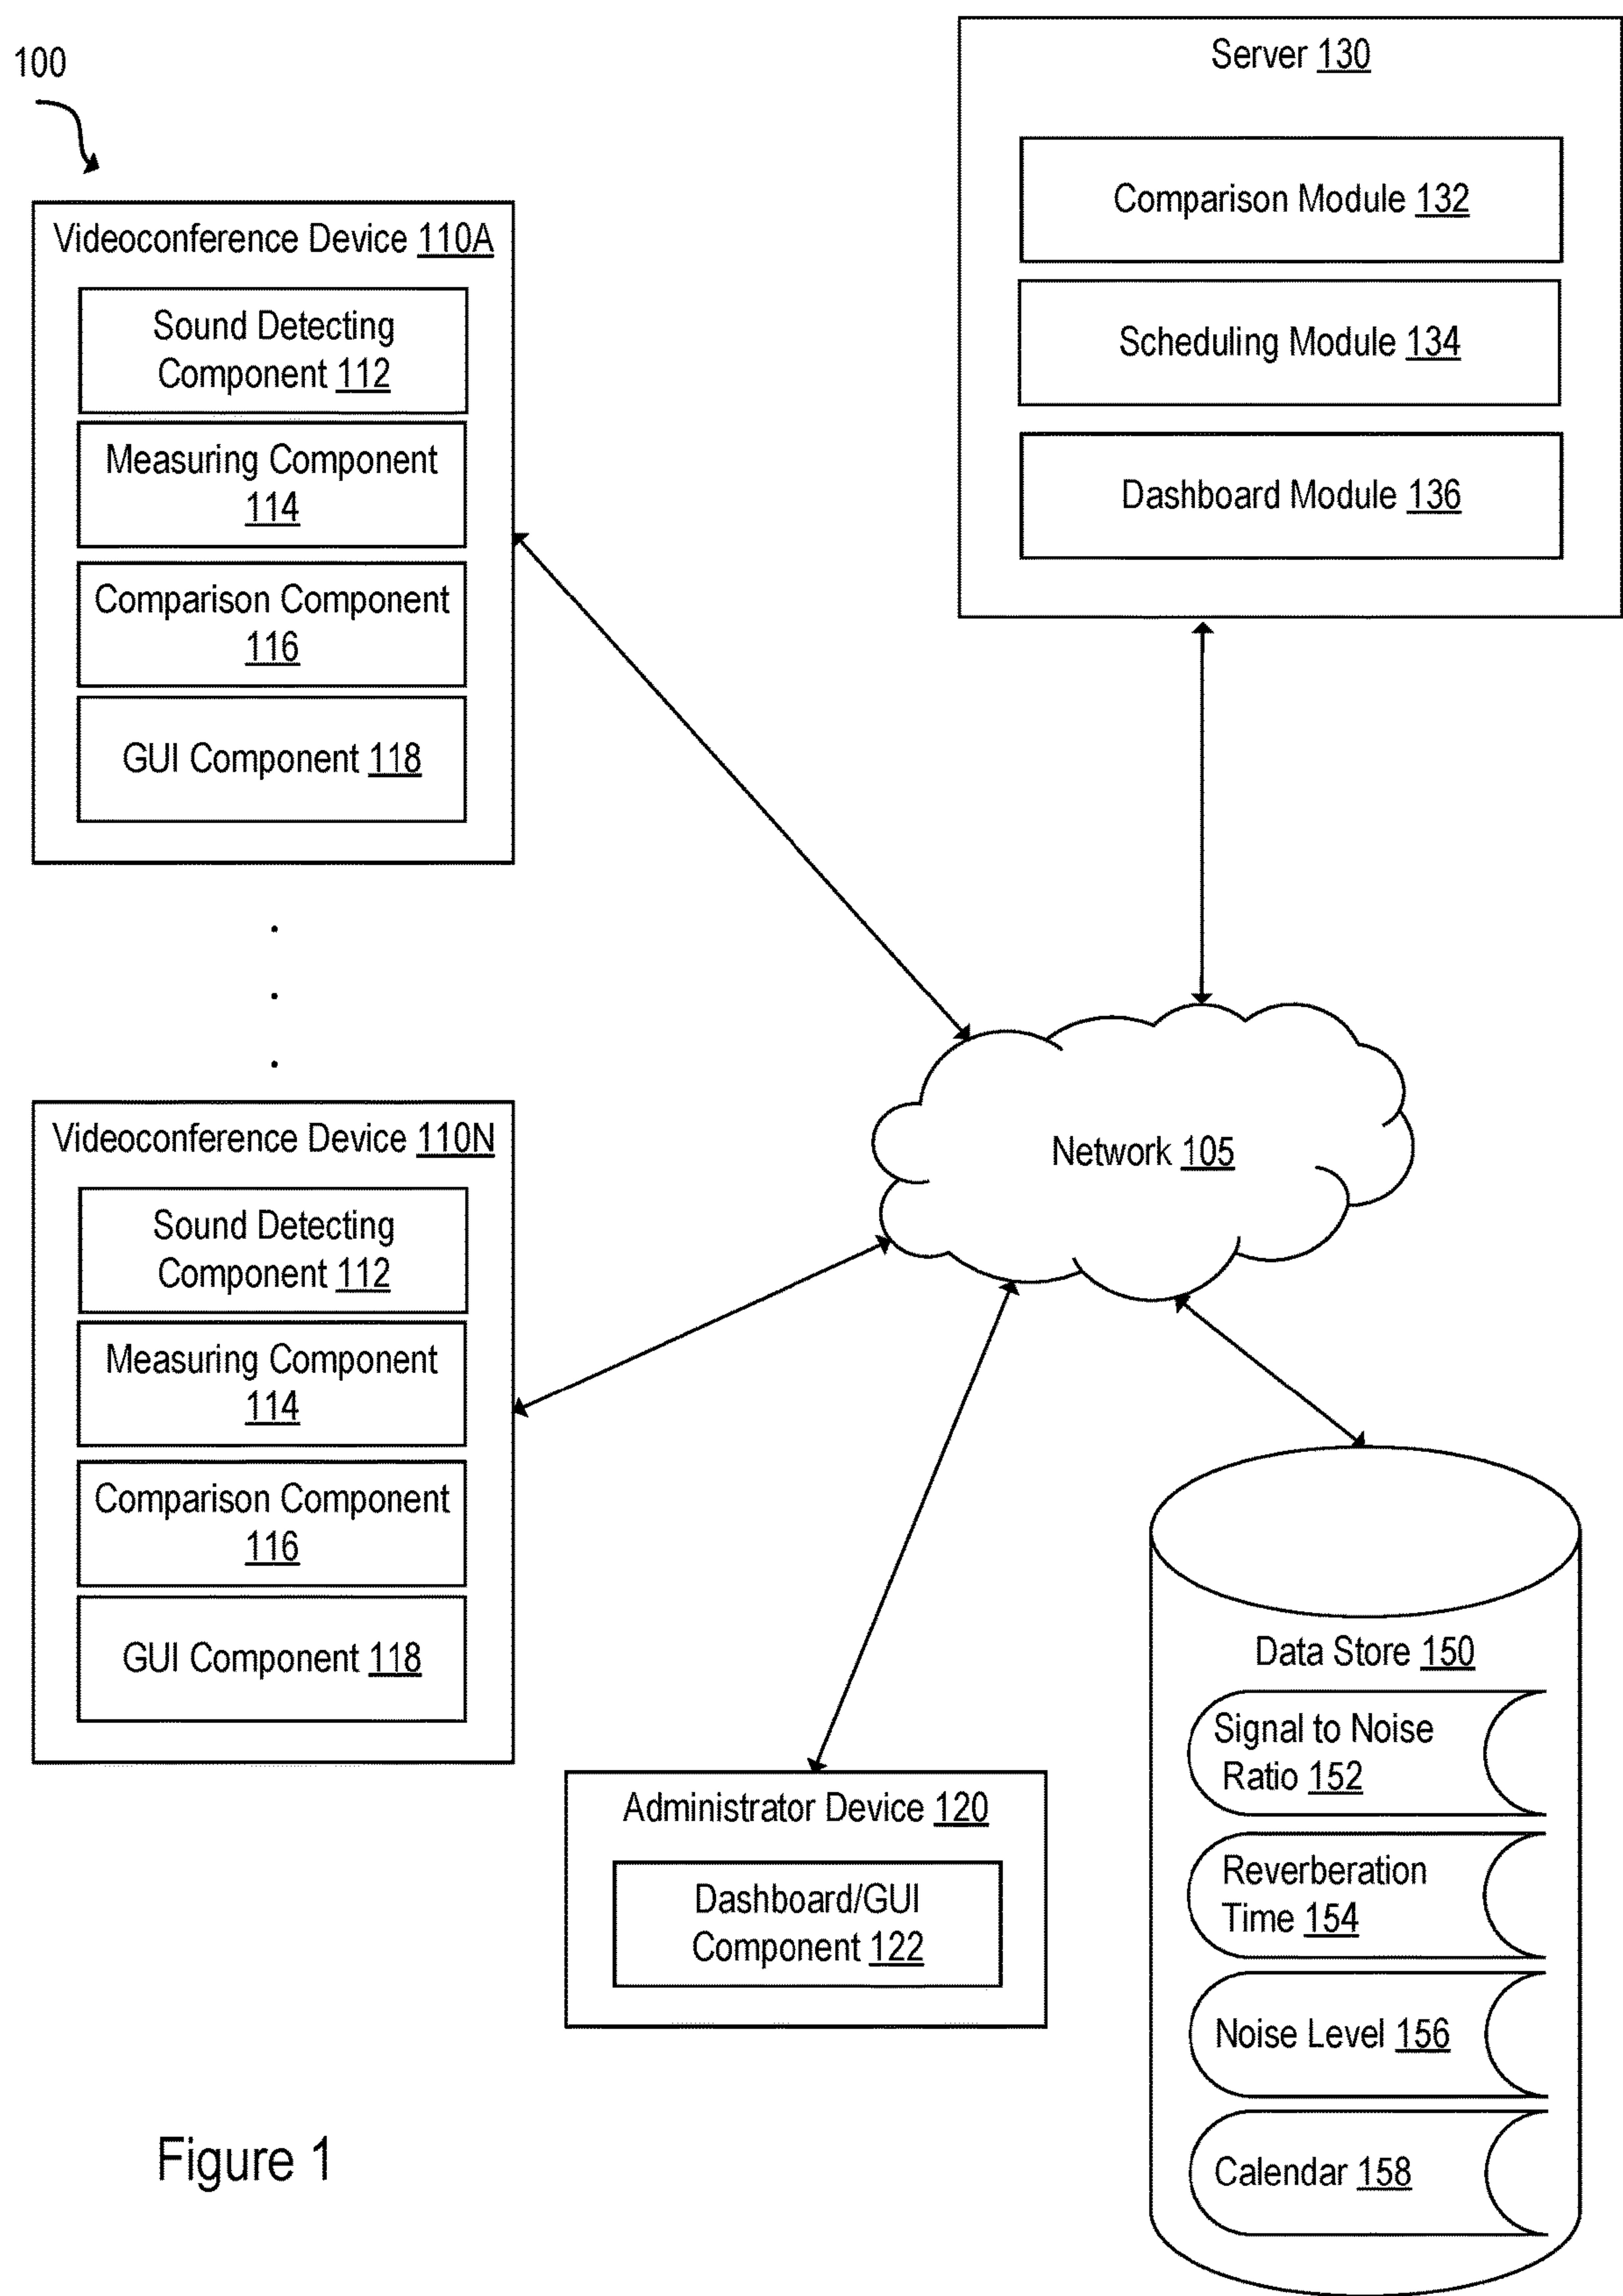 100
Videoconference Device 110A
Sound Detecting
Component 112
Measuring Component
114
Comparison Component
116
GUI Component 118
Server 130
Comparison Module 132
Scheduling Module 134
Dashboard Module 136
Network 105
Videoconference Device 110N
Sound Detecting
Component 112
Measuring Component
114
Comparison Component
116
GUI Component 118
Administrator Device 120
Dashboard/GUI
Component 122
Data Store 150
Signal to Noise
Ratio 152
Reverberation
Time 154
Noise Level 156
Calendar 158
Figure 1